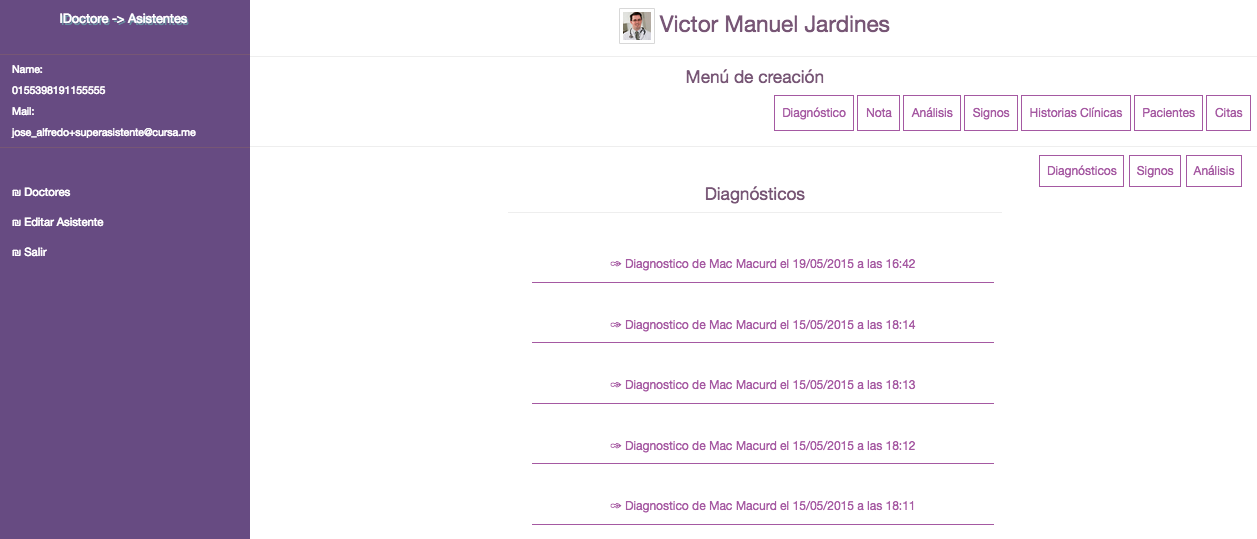 IDoctore -> Asistentes
Name:
0155398191155555
Mail:
jose_alfredo+superasistente@cursa.me
₪ Doctores
₪ Editar Asistente
₪ Salir
Victor Manuel Jardines
Menú de creación
Diagnóstico Nota Análisis Signos Historias Clínicas Pacientes Citas
Diagnósticos Signos Análisis
Diagnósticos
✑ Diagnostico de Mac Macurd el 19/05/2015 a las 16:42
✑ Diagnostico de Mac Macurd el 15/05/2015 a las 18:14
✑ Diagnostico de Mac Macurd el 15/05/2015 a las 18:13
✑ Diagnostico de Mac Macurd el 15/05/2015 a las 18:12
✑ Diagnostico de Mac Macurd el 15/05/2015 a las 18:11